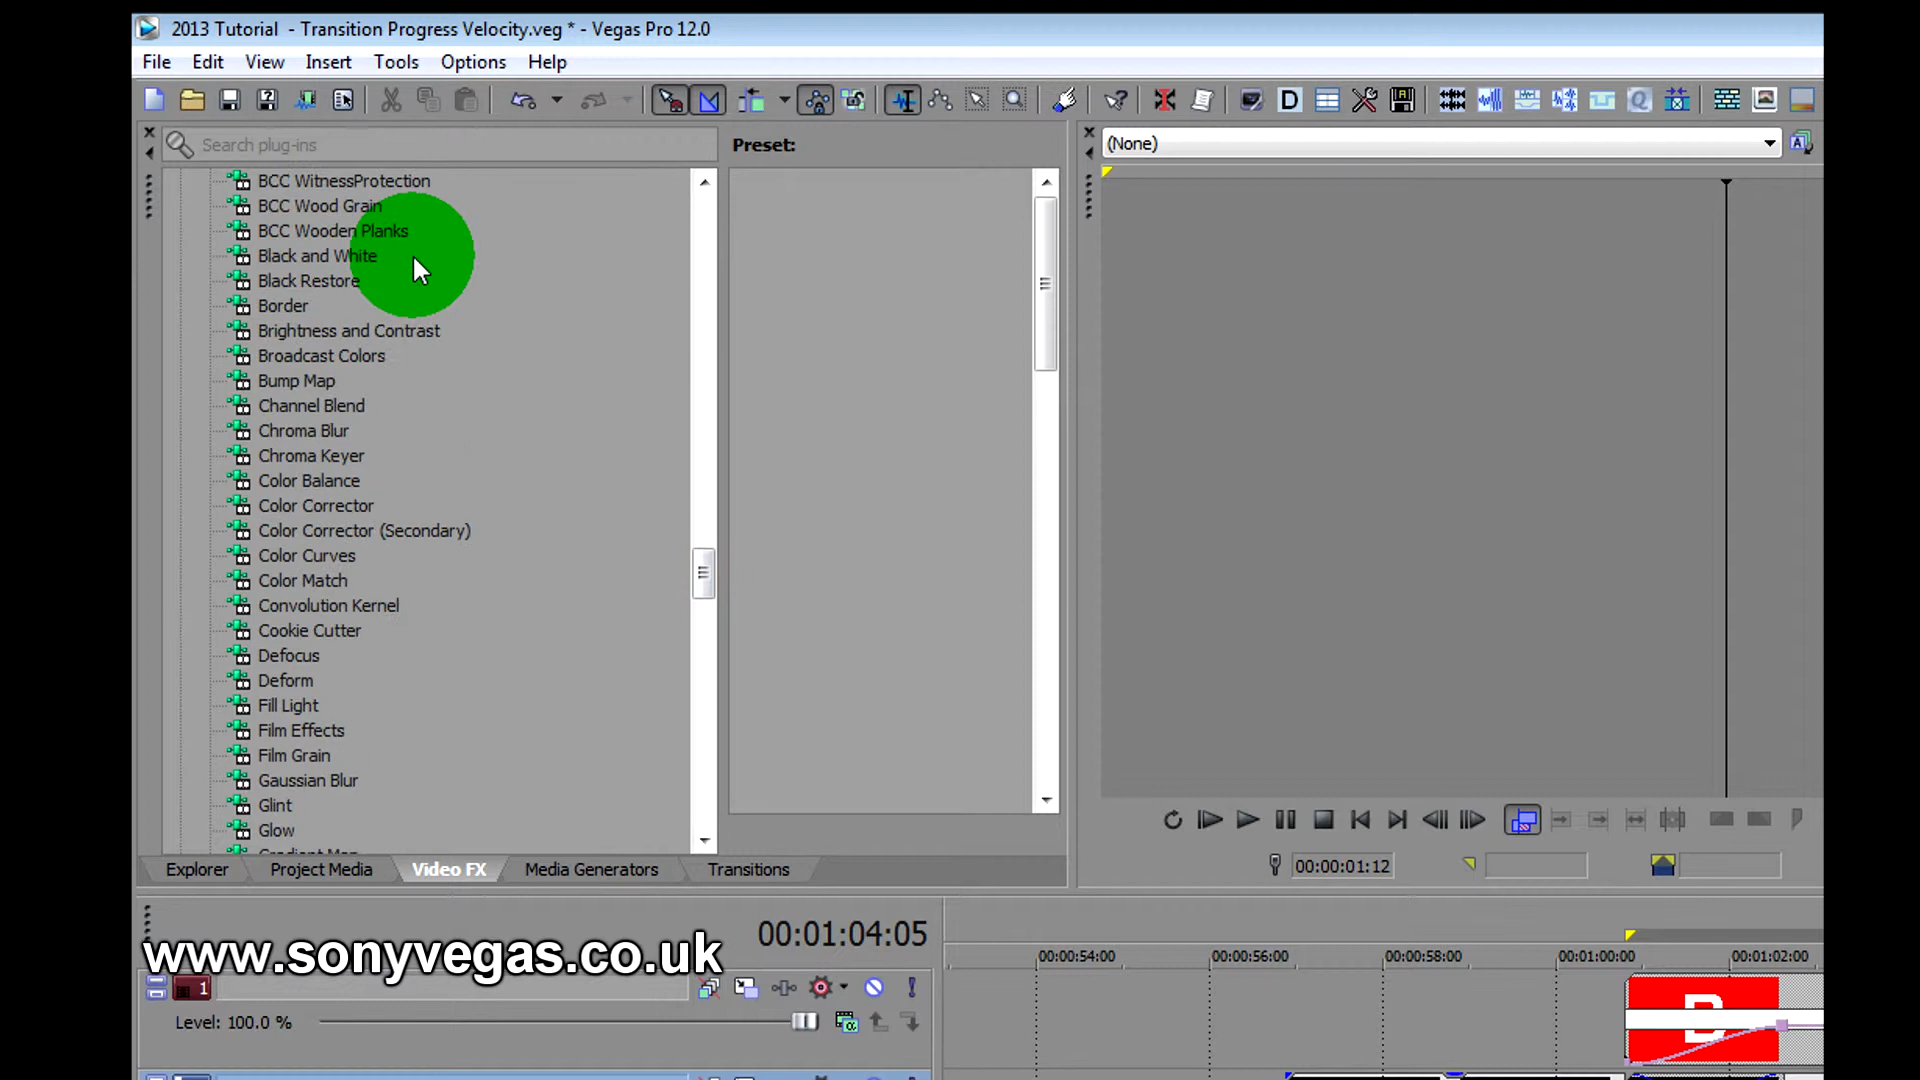 2013 Tutorial - Transition Progress Velocity.veg * - Vegas Pro 12.0
File Edit View Insert Tools Options Help
Search plug-ins
Preset:
(None)
BCC WitnessProtection
BCC Wood Grain
BCC Wooden Planks
Black and White
Black Restore
Border
Brightness and Contrast
Broadcast Colors
Bump Map
Channel Blend
Chroma Blur
Chroma Keyer
Color Balance
Color Corrector
Color Corrector (Secondary)
Color Curves
Color Match
Convolution Kernel
Cookie Cutter
Defocus
Deform
Fill Light
Film Effects
Film Grain
Gaussian Blur
Glint
Glow
Explorer Project Media Video FX Media Generators Transitions
00:00:01:12
00:01:04:05
www.sonyvegas.co.uk
00:00:54:00 00:00:56:00 00:00:58:00 00:01:00:00 00:01:02:00
1
Level: 100.0 %